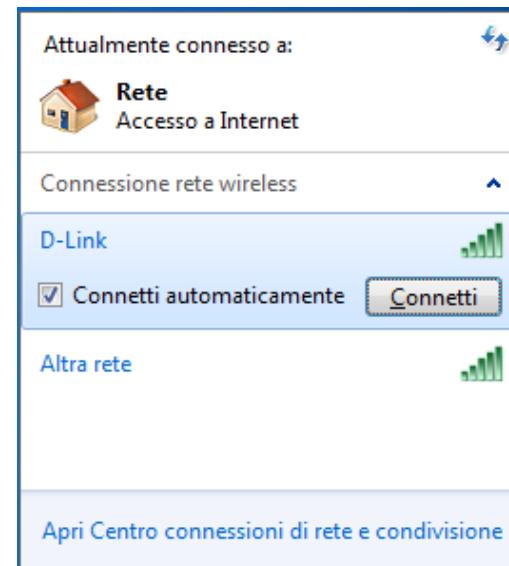 Attualmente connesso a:
Rete
Accesso a Internet
Connessione rete wireless
D-Link
Connetti automaticamente Connetti
Altra rete
Apri Centro connessioni di rete e condivisione